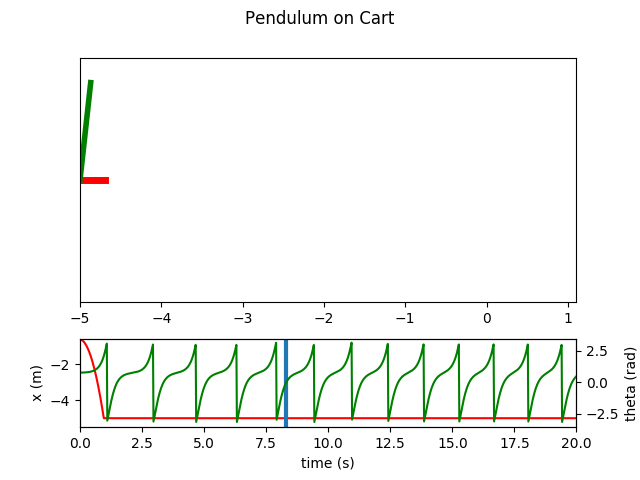 Pendulum on Cart
−5 −4 −3 −2 −1 0 1
x (m)
−2
−4
2.5
0.0
−2.5
theta (rad)
0.0 2.5 5.0 7.5 10.0 12.5 15.0 17.5 20.0
time (s)